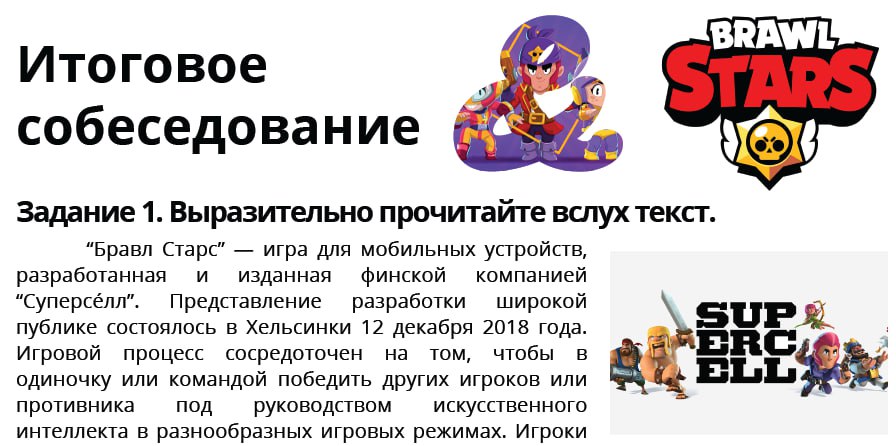 Итоговое
собеседование
&
BRAWL
STARS
Задание 1. Выразительно прочитайте вслух текст.
“Бравл Старс” — игра для мобильных устройств,
разработанная и изданная финской компанией
“Суперсе́лл”. Представление разработки широкой
публике состоялось в Хельсинки 12 декабря 2018 года.
Игровой процесс сосредоточен на том, чтобы в
одиночку или командой победить других игроков или
противника под руководством искусственного
интеллекта в разнообразных игровых режимах. Игроки
SUP
ERC
ELL